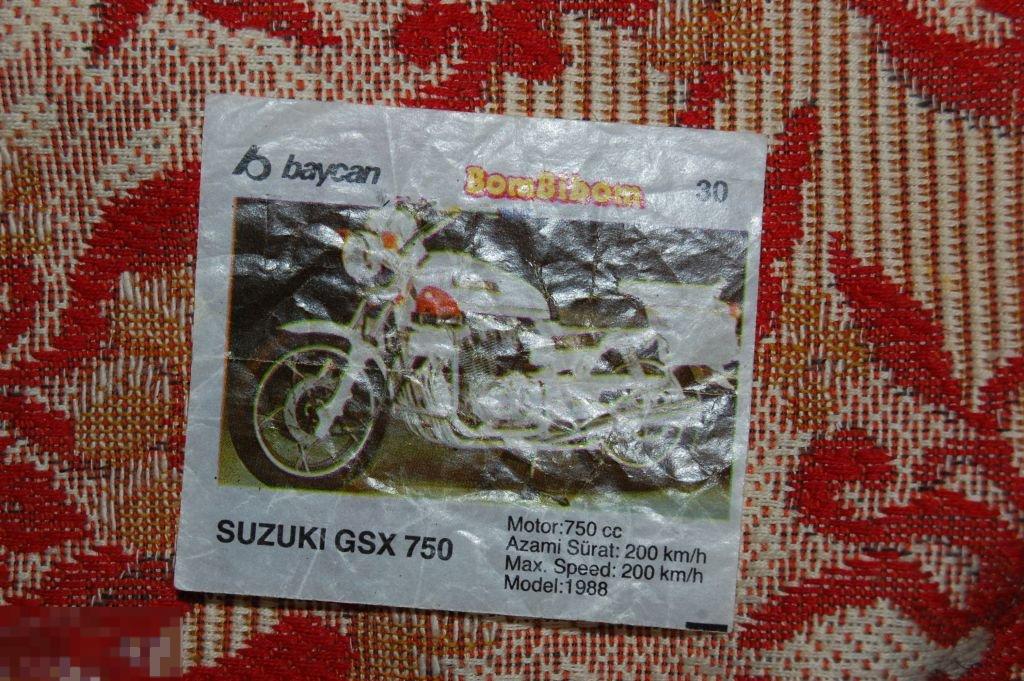 baycan
BomBibom
30
SUZUKI GSX 750
Motor:750 cc
Azami Sürat: 200 km/h
Max. Speed: 200 km/h
Model:1988